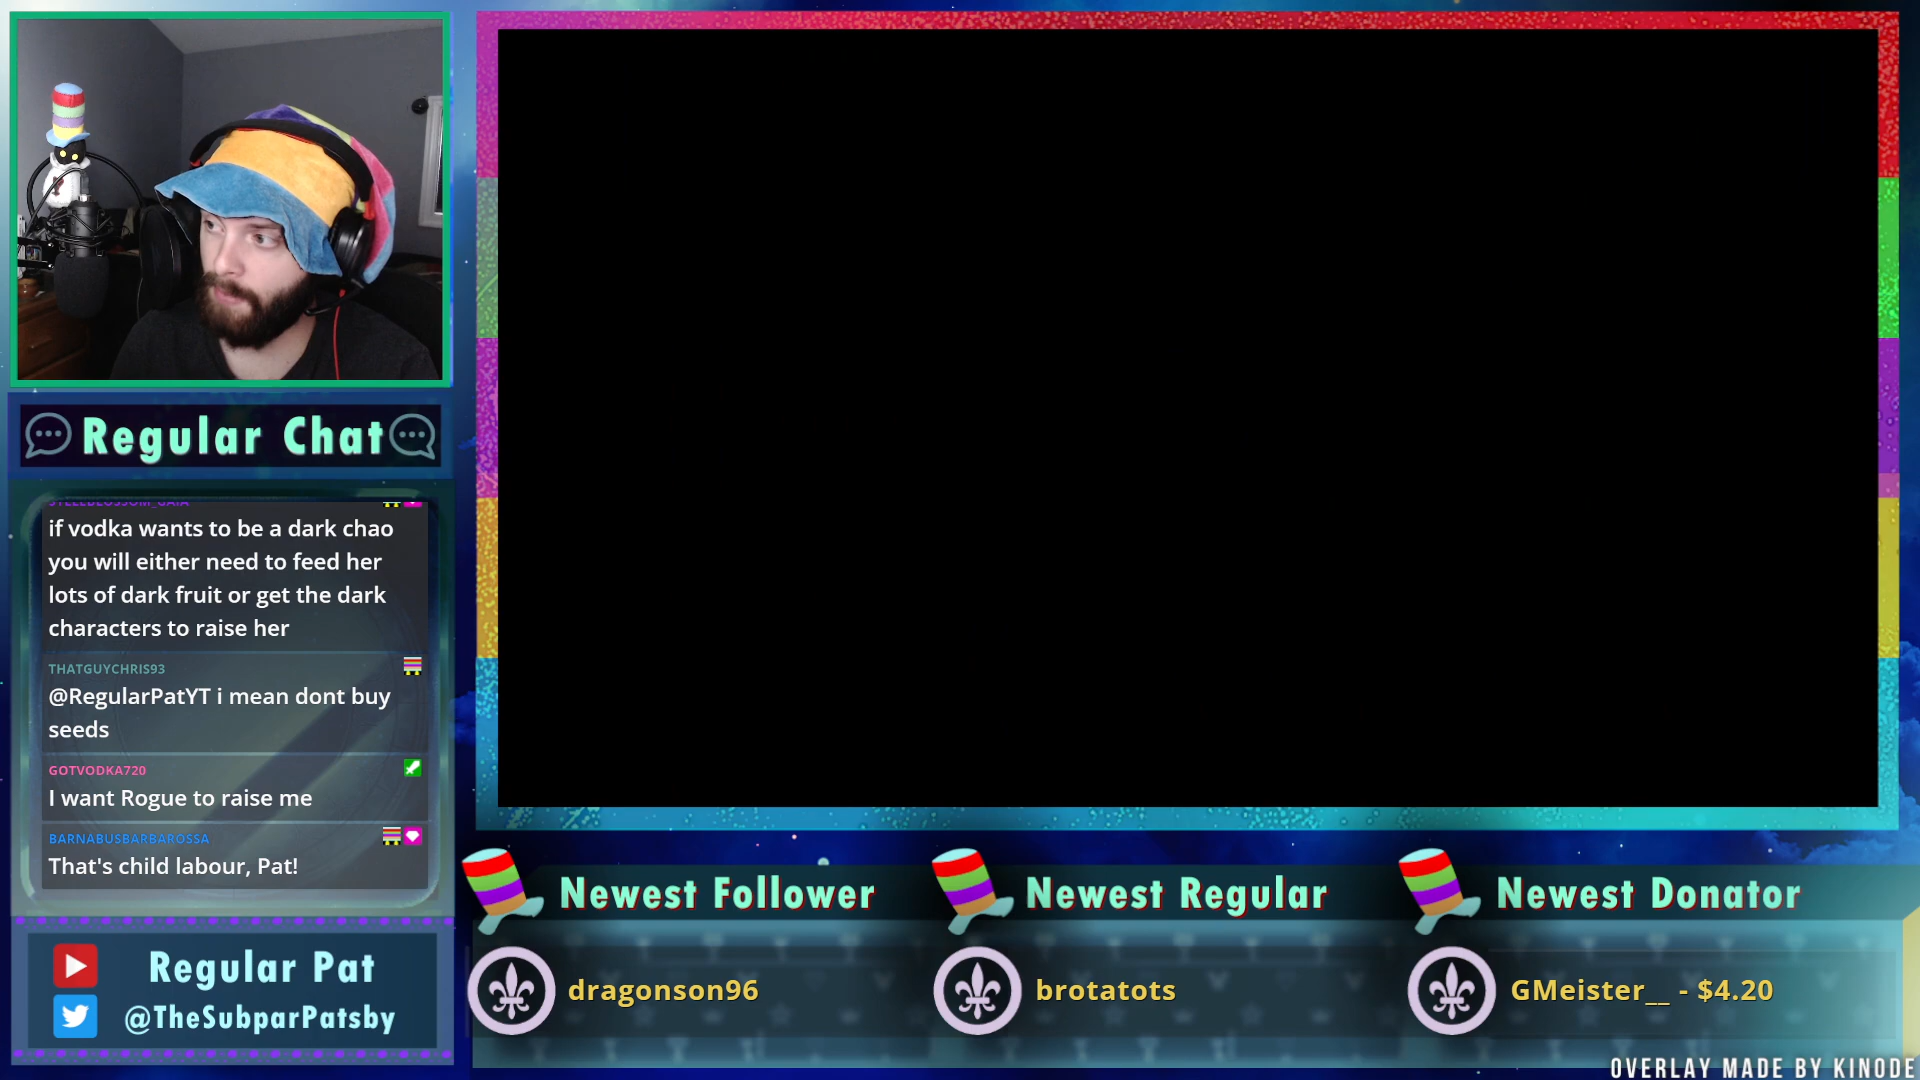 Regular Chat
if vodka wants to be a dark chao
you will either need to feed her
lots of dark fruit or get the dark
characters to raise her
THATGUYCHRIS93
@RegularPatYT i mean dont buy
seeds
GOTVODKA720
I want Rogue to raise me
BARNABUSBARBAROSSA
That's child labour, Pat!
Regular Pat
@TheSubparPatsby
Newest Follower
dragonson96
Newest Regular
brotatots
Newest Donator
GMeister__ - $4.20
OVERLAY MADE BY KINODE